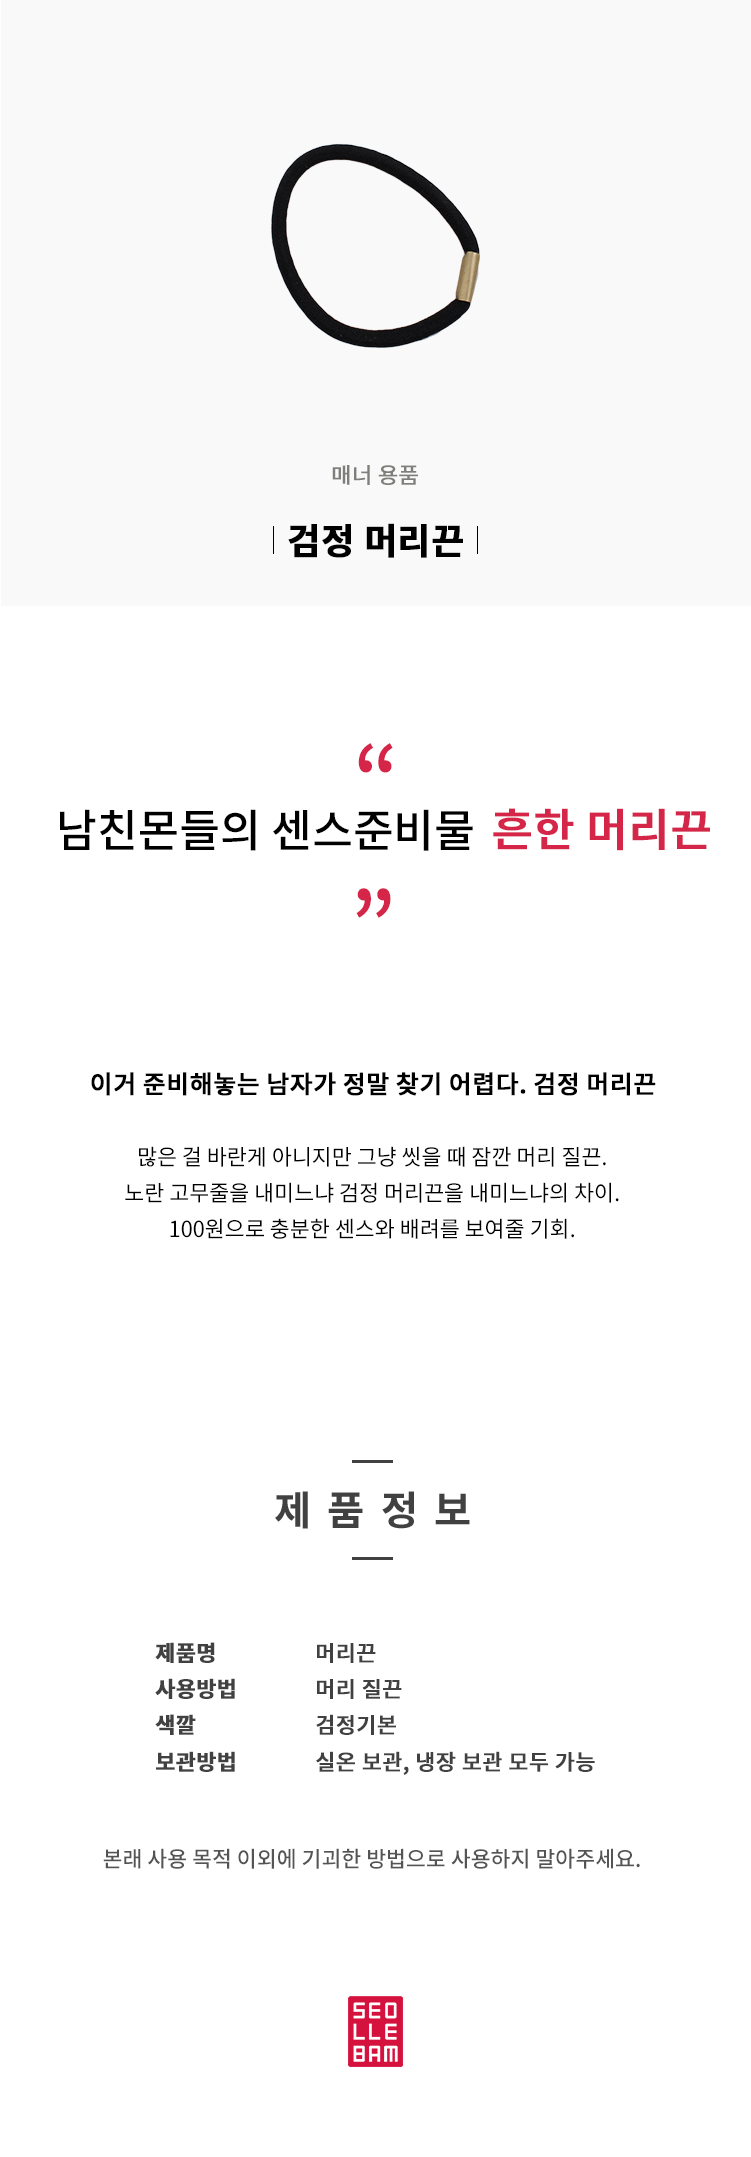 매너 용품
검정 머리끈
“
남친몬들의 센스준비물 흔한 머리끈
”
이거 준비해놓는 남자가 정말 찾기 어렵다. 검정 머리끈
많은 걸 바란게 아니지만 그냥 씻을 때 잠깐 머리 질끈.
노란 고무줄을 내미느냐 검정 머리끈을 내미느냐의 차이.
100원으로 충분한 센스와 배려를 보여줄 기회.
제 품 정 보
제품명 머리끈
사용방법 머리 질끈
색깔 검정기본
보관방법 실온 보관, 냉장 보관 모두 가능
본래 사용 목적 이외에 기괴한 방법으로 사용하지 말아주세요.
SEO
LLE
BAM